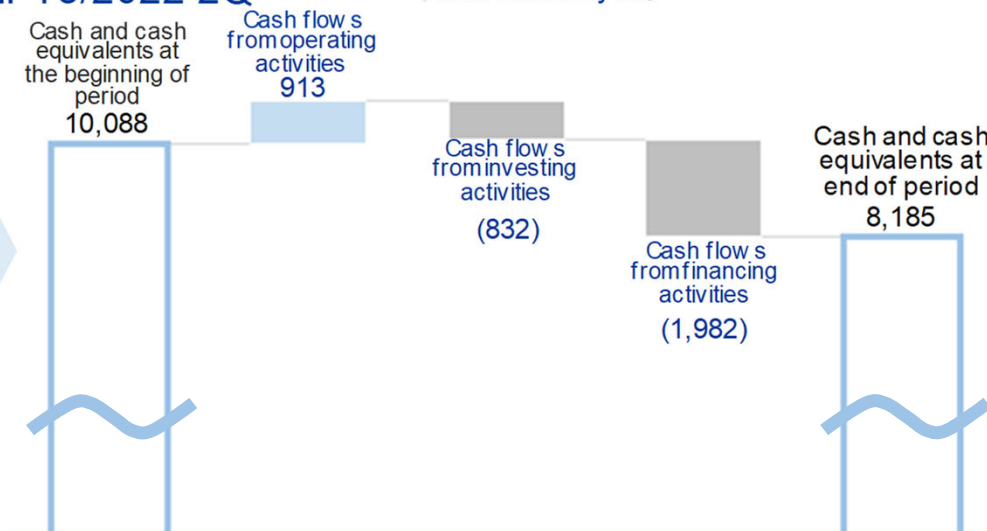 Cash and cash
equivalents at
the beginning of
period
10,088
Cash flow s
from operating
activities
913
Cash flow s
from investing
activities
(832)
Cash flow s
from financing
activities
(1,982)
Cash and cash
equivalents at
end of period
8,185